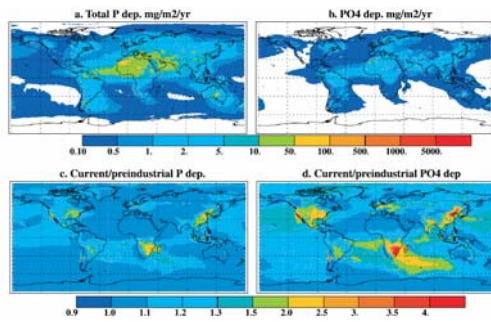 a. Total P dep. mg/m2/yr
b. PO4 dep. mg/m2/yr
0.10 0.5 1. 2. 5. 10. 50. 100. 500. 1000. 5000.
c. Current/preindustrial P dep.
d. Current/preindustrial PO4 dep
0.9 1.0 1.1 1.2 1.3 1.5 2.0 2.5 3. 3.5 4.